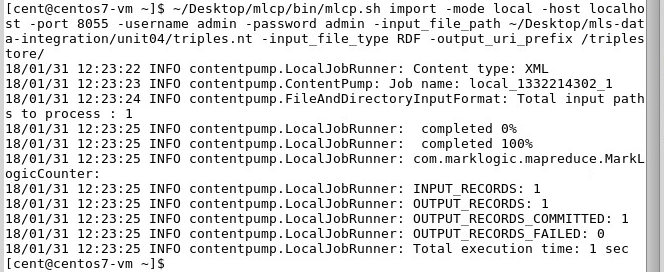 [cent@centos7-vm ~]$ ~/Desktop/mlcp/bin/mlcp.sh import -mode local -host localho
st -port 8055 -username admin -password admin -input_file_path ~/Desktop/mls-dat
a-integration/unit04/triples.nt -input_file_type RDF -output_uri_prefix /triples
tore/
18/01/31 12:23:22 INFO contentpump.LocalJobRunner: Content type: XML
18/01/31 12:23:23 INFO contentpump.ContentPump: Job name: local_1332214302_1
18/01/31 12:23:24 INFO contentpump.FileAndDirectoryInputFormat: Total input path
s to process : 1
18/01/31 12:23:25 INFO contentpump.LocalJobRunner:  completed 0%
18/01/31 12:23:25 INFO contentpump.LocalJobRunner:  completed 100%
18/01/31 12:23:25 INFO contentpump.LocalJobRunner: com.marklogic.mapreduce.MarkL
ogicCounter:
18/01/31 12:23:25 INFO contentpump.LocalJobRunner: INPUT_RECORDS: 1
18/01/31 12:23:25 INFO contentpump.LocalJobRunner: OUTPUT_RECORDS: 1
18/01/31 12:23:25 INFO contentpump.LocalJobRunner: OUTPUT_RECORDS_COMMITTED: 1
18/01/31 12:23:25 INFO contentpump.LocalJobRunner: OUTPUT_RECORDS_FAILED: 0
18/01/31 12:23:25 INFO contentpump.LocalJobRunner: Total execution time: 1 sec
[cent@centos7-vm ~]$